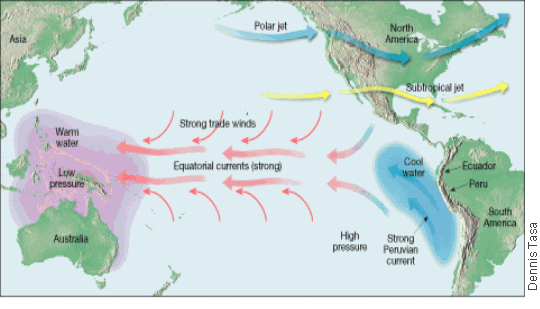 Polar jet
North
America
Asia
Subtropical jet
Strong trade winds
Warm
water
Equatorial currents (strong)
Cool
water
Ecuador
Low
pressure
Peru
South
America
Australia
High
pressure
Strong
Peruvian
current
Dennis Tasa